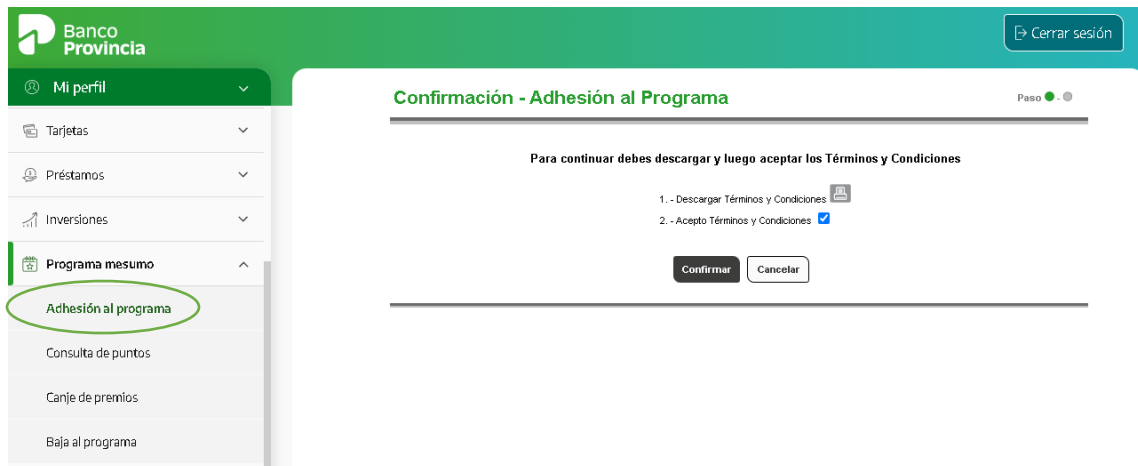 Banco
Provincia
Cerrar sesión
Mi perfil
Tarjetas
Préstamos
Inversiones
Programa mesumo
Adhesión al programa
Consulta de puntos
Canje de premios
Baja al programa
Confirmación - Adhesión al Programa
Paso -
Para continuar debes descargar y luego aceptar los Términos y Condiciones
1. - Descargar Términos y Condiciones
2. - Acepto Términos y Condiciones
Confirmar Cancelar